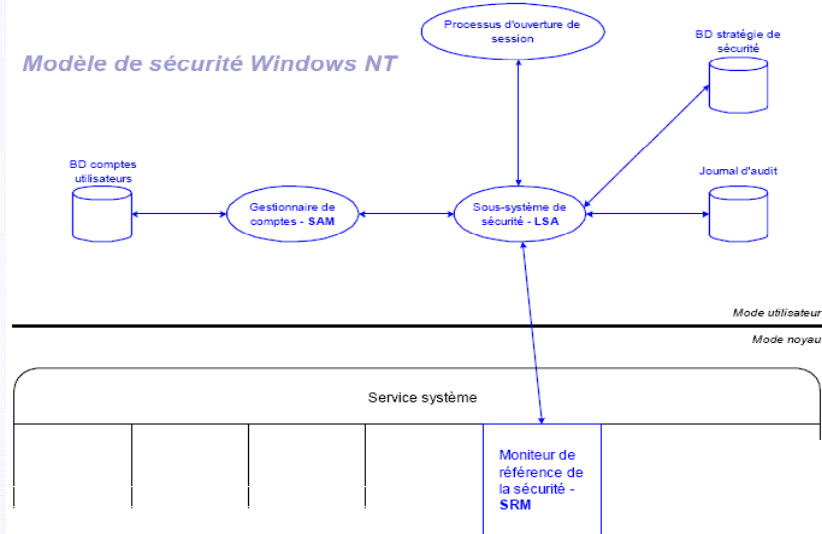 Processus d'ouverture de
session
BD stratégie de
sécurité
Modèle de sécurité Windows NT
BD comptes
utilisateurs
Gestionnaire de
comptes - SAM
Sous-système de
sécurité - LSA
Journal d'audit
Mode utilisateur
Mode noyau
Service système
Moniteur de
référence de
la sécurité -
SRM